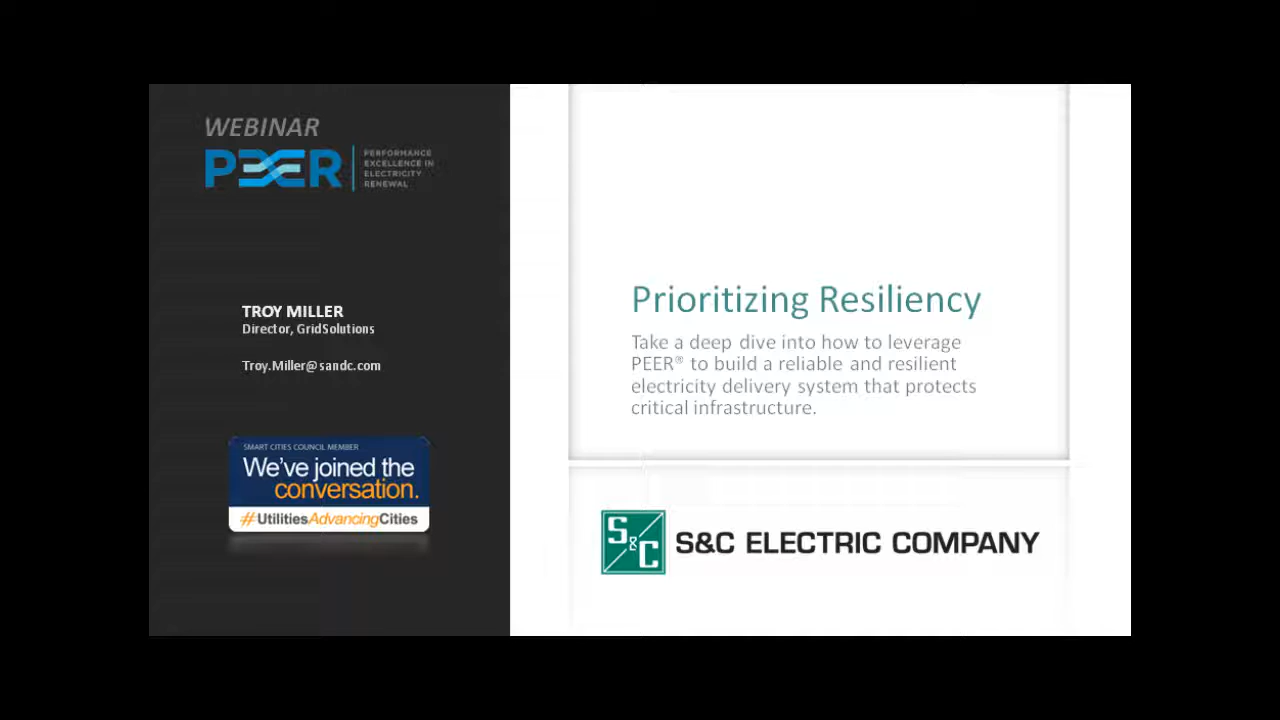 WEBINAR
PEER
PERFORMANCE
EXCELLENCE IN
ELECTRICITY
RENEWAL
TROY MILLER
Director, GridSolutions
Troy.Miller@sandc.com
SMART CITIES COUNCIL MEMBER
We've joined the
conversation.
#UtilitiesAdvancingCities
Prioritizing Resiliency
Take a deep dive into how to leverage
PEER® to build a reliable and resilient
electricity delivery system that protects
critical infrastructure.
S&C
S&C ELECTRIC COMPANY